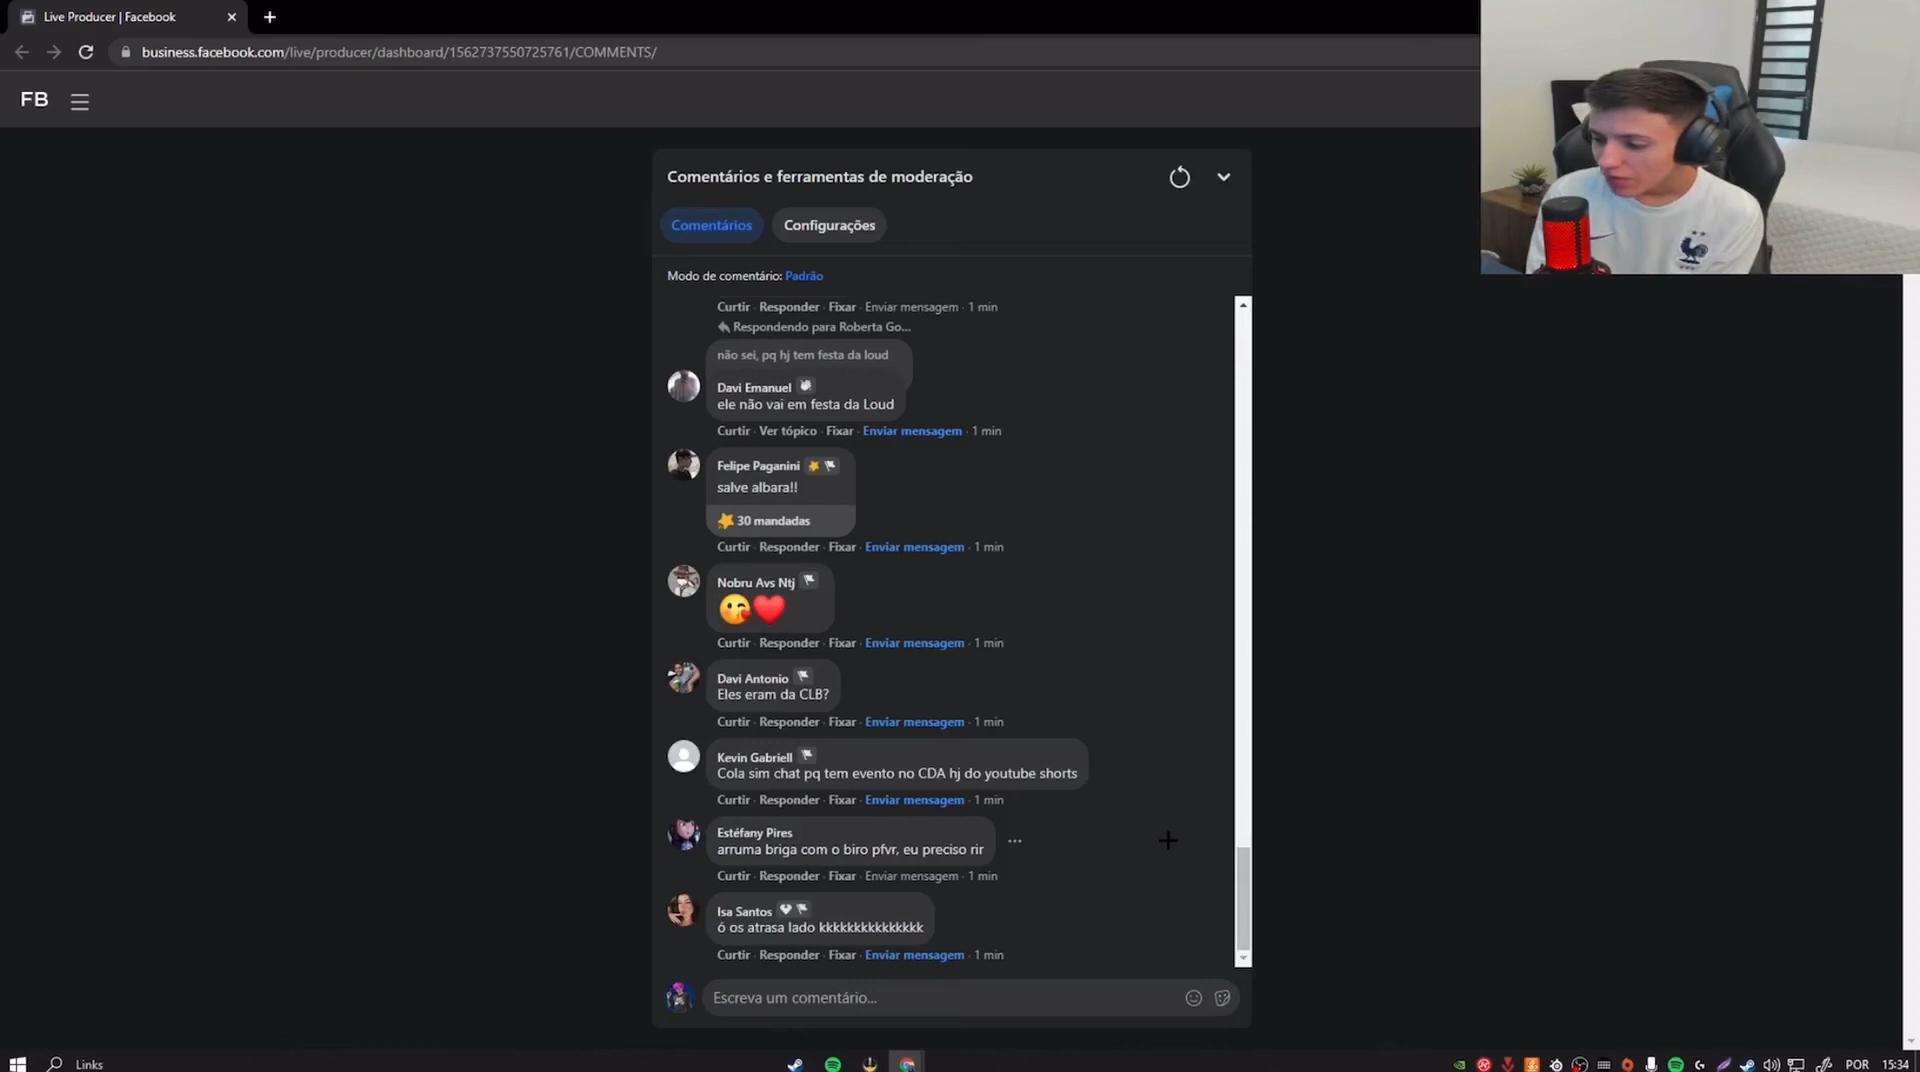 Live Producer | Facebook
business.facebook.com/live/producer/dashboard/1562737550725761/COMMENTS/
FB
Comentários e ferramentas de moderação
Comentários
Configurações
Modo de comentário: Padrão
Curtir · Responder · Fixar · Enviar mensagem · 1 min
Respondendo para Roberta Go...
não sei, pq hj tem festa da loud
Davi Emanuel
ele não vai em festa da Loud
Curtir · Ver tópico · Fixar · Enviar mensagem · 1 min
Felipe Paganini
salve albara!!
30 mandadas
Curtir · Responder · Fixar · Enviar mensagem · 1 min
Nobru Avs Ntj
😘❤️
Curtir · Responder · Fixar · Enviar mensagem · 1 min
Davi Antonio
Eles eram da CLB?
Curtir · Responder · Fixar · Enviar mensagem · 1 min
Kevin Gabriell
Cola sim chat pq tem evento no CDA hj do youtube shorts
Curtir · Responder · Fixar · Enviar mensagem · 1 min
Estéfany Pires
arruma briga com o biro pfvr, eu preciso rir
Curtir · Responder · Fixar · Enviar mensagem · 1 min
Isa Santos
ó os atrasa lado kkkkkkkkkkkkkkk
Curtir · Responder · Fixar · Enviar mensagem · 1 min
Escreva um comentário...
Links
POR
15:34